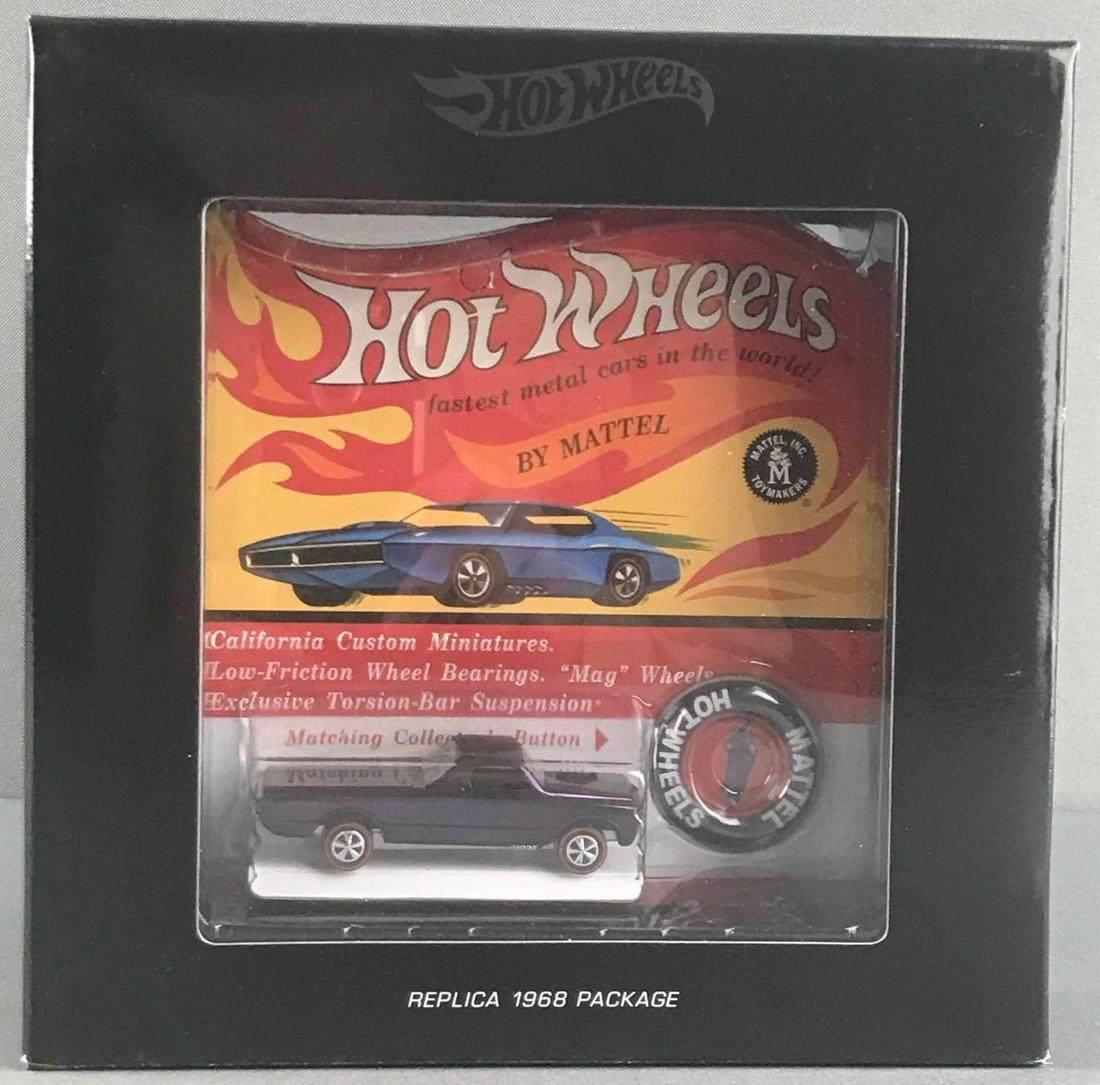 HOT WHEELS
HOT WHEELS
fastest metal cars in the world!
BY MATTEL
MATTEL, INC.
M
TOYMAKERS
®
California Custom Miniatures.
Low-Friction Wheel Bearings. "Mag" Wheels
Exclusive Torsion-Bar Suspension
Matching Collector's Button
HOT WHEELS
MATTEL
REPLICA 1968 PACKAGE